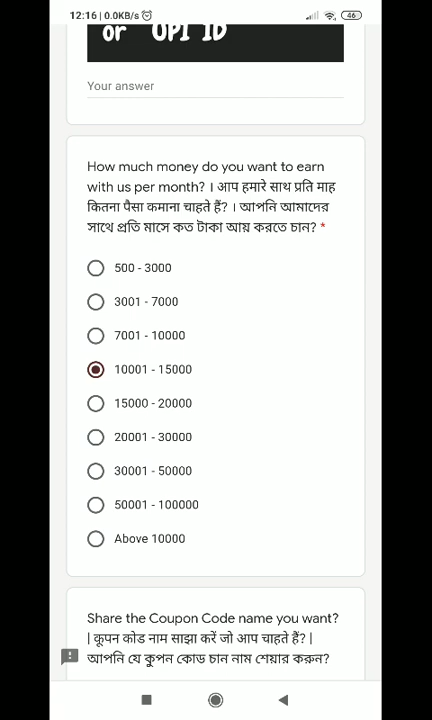 12:16 | 0.0KB/s
46
or UPI ID
Your answer
How much money do you want to earn
with us per month? । आप हमारे साथ प्रति माह
कितना पैसा कमाना चाहते हैं? । আপনি আমাদের
সাথে প্রতি মাসে কত টাকা আয় করতে চান? *
500 - 3000
3001 - 7000
7001 - 10000
10001 - 15000
15000 - 20000
20001 - 30000
30001 - 50000
50001 - 100000
Above 10000
Share the Coupon Code name you want?
| कूपन कोड नाम साझा करें जो आप चाहते हैं? |
আপনি যে কুপন কোড চান নাম শেয়ার করুন?